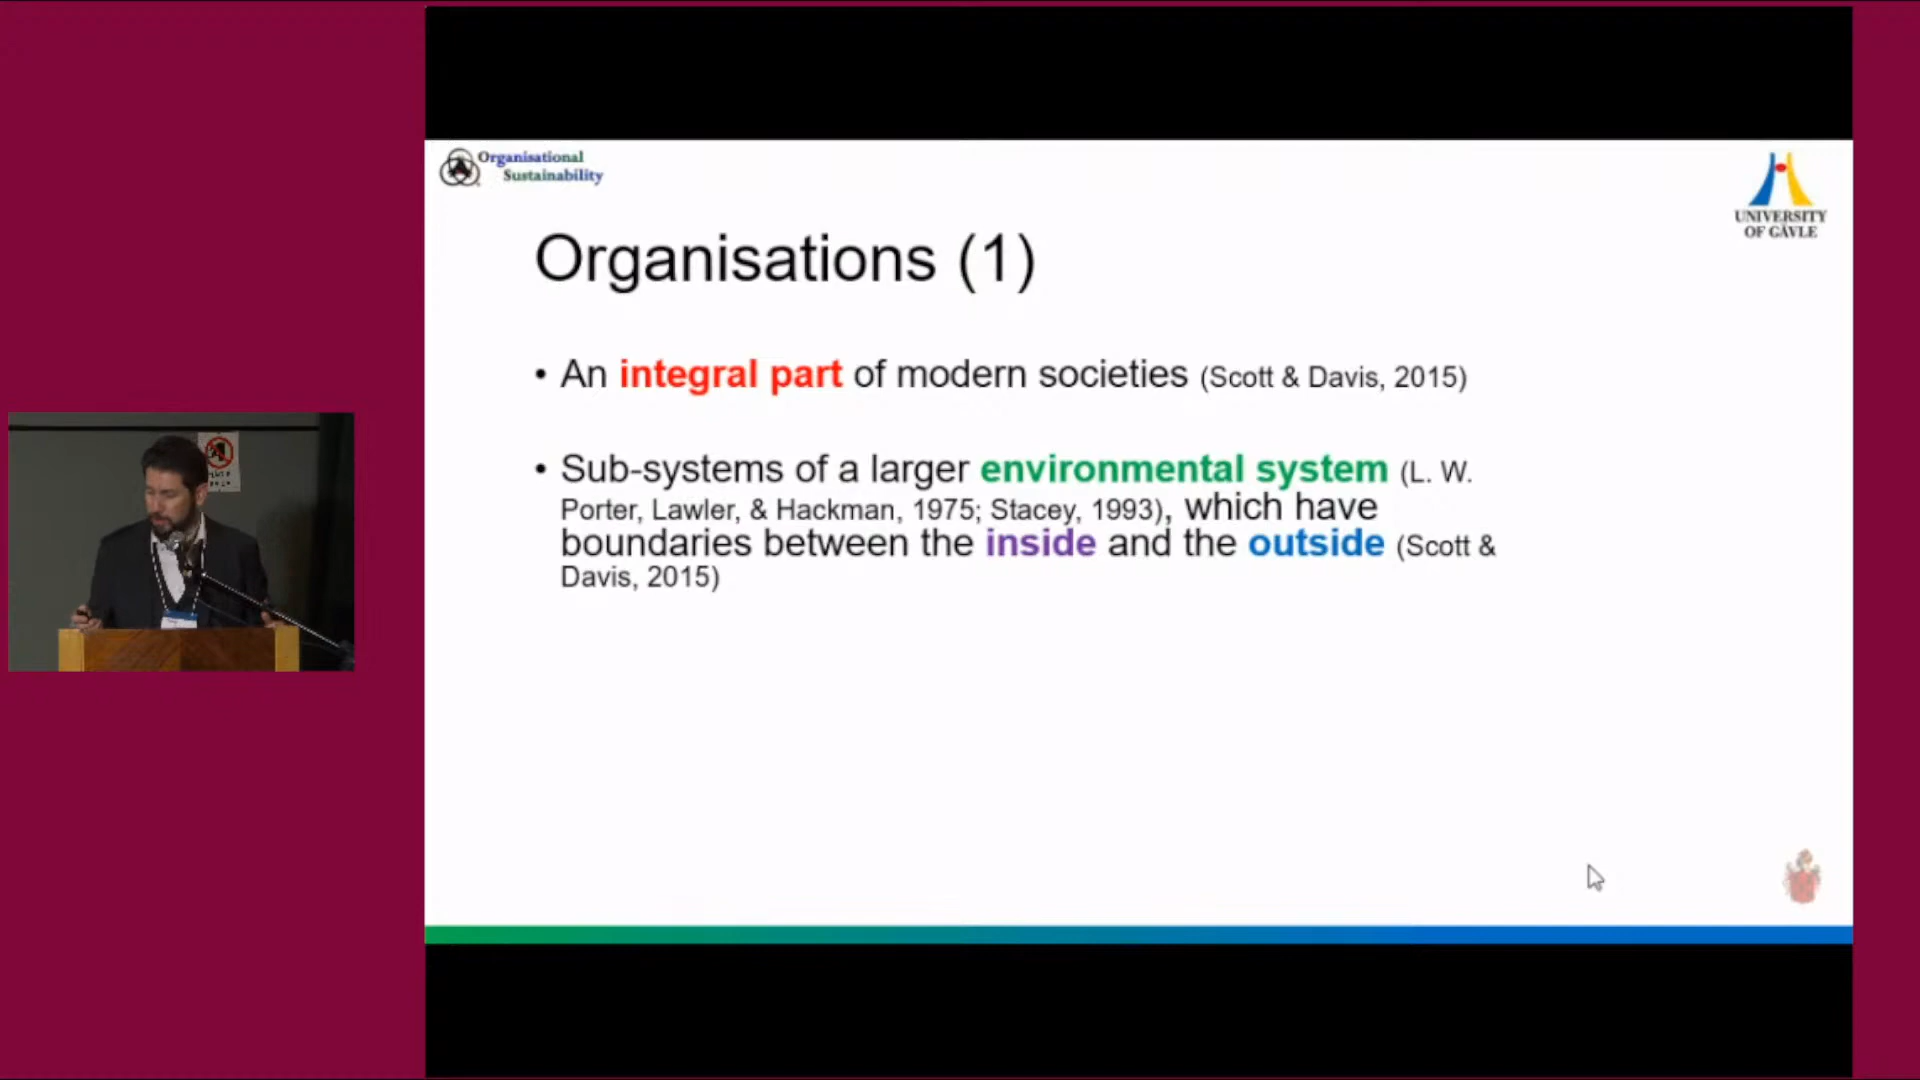 Organisational
Sustainability
UNIVERSITY
OF GÄVLE
Organisations (1)
• An integral part of modern societies (Scott & Davis, 2015)
• Sub-systems of a larger environmental system (L. W.
Porter, Lawler, & Hackman, 1975; Stacey, 1993), which have
boundaries between the inside and the outside (Scott &
Davis, 2015)